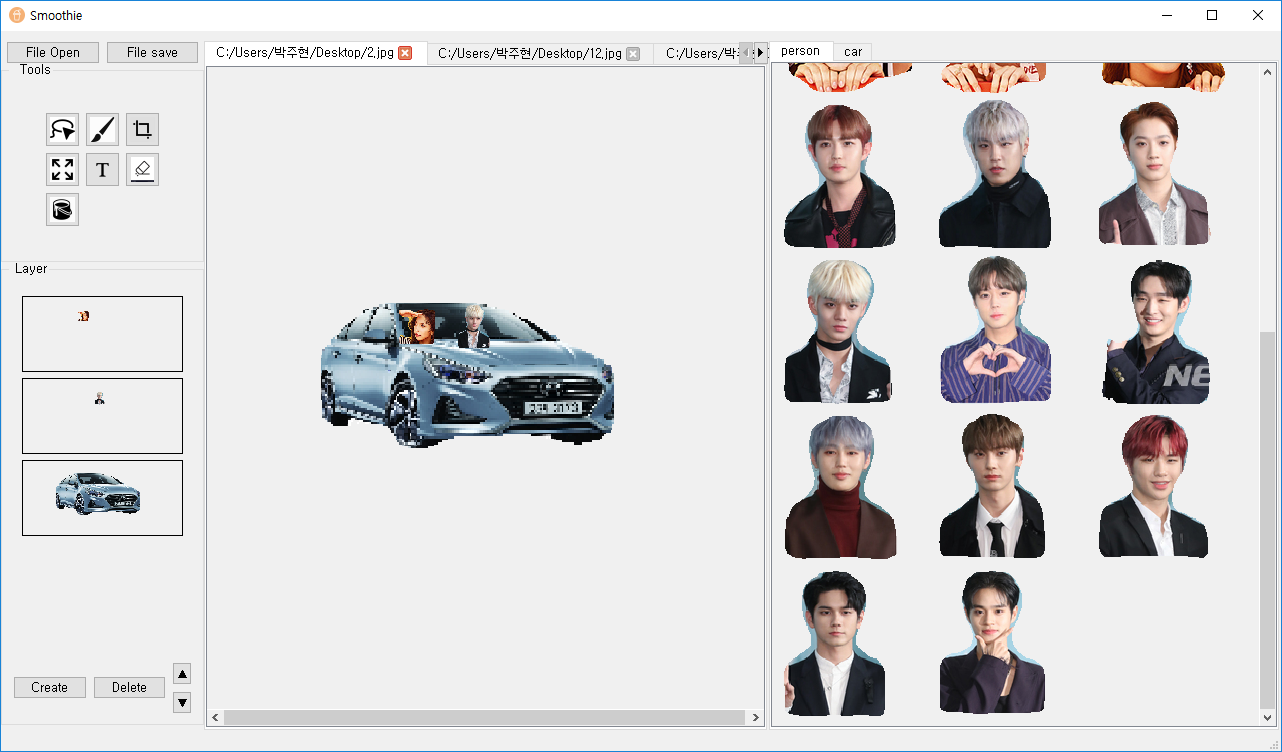 Smoothie
File Open
File save
C:/Users/박주현/Desktop/2.jpg
C:/Users/박주현/Desktop/12.jpg
C:/Users/박주
person
car
Tools
T
NE
Layer
Create
Delete